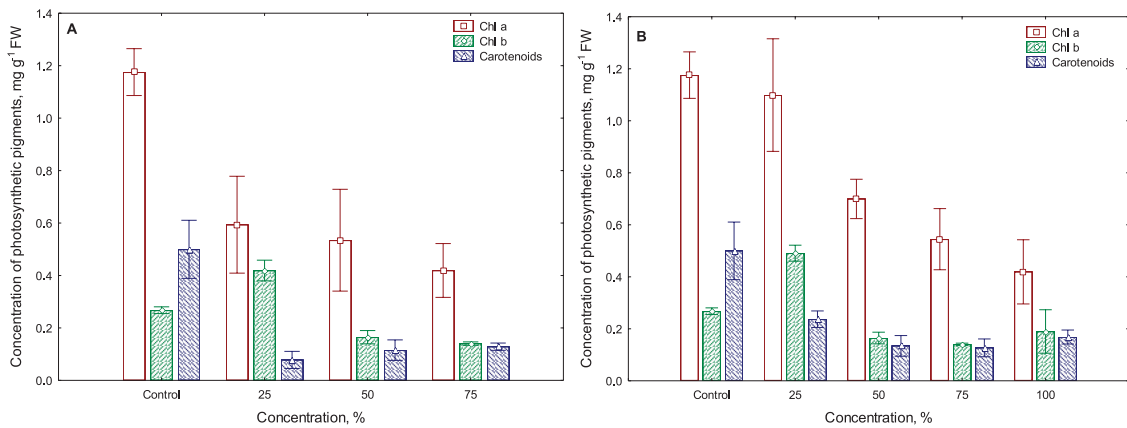 A
Chl a
Chl b
Carotenoids
Concentration of photosynthetic pigments, mg g⁻¹ FW
1.4
1.2
1.0
0.8
0.6
0.4
0.2
0.0
Control 25 50 75
Concentration, %
B
Chl a
Chl b
Carotenoids
Concentration of photosynthetic pigments, mg g⁻¹ FW
1.4
1.2
1.0
0.8
0.6
0.4
0.2
0.0
Control 25 50 75 100
Concentration, %